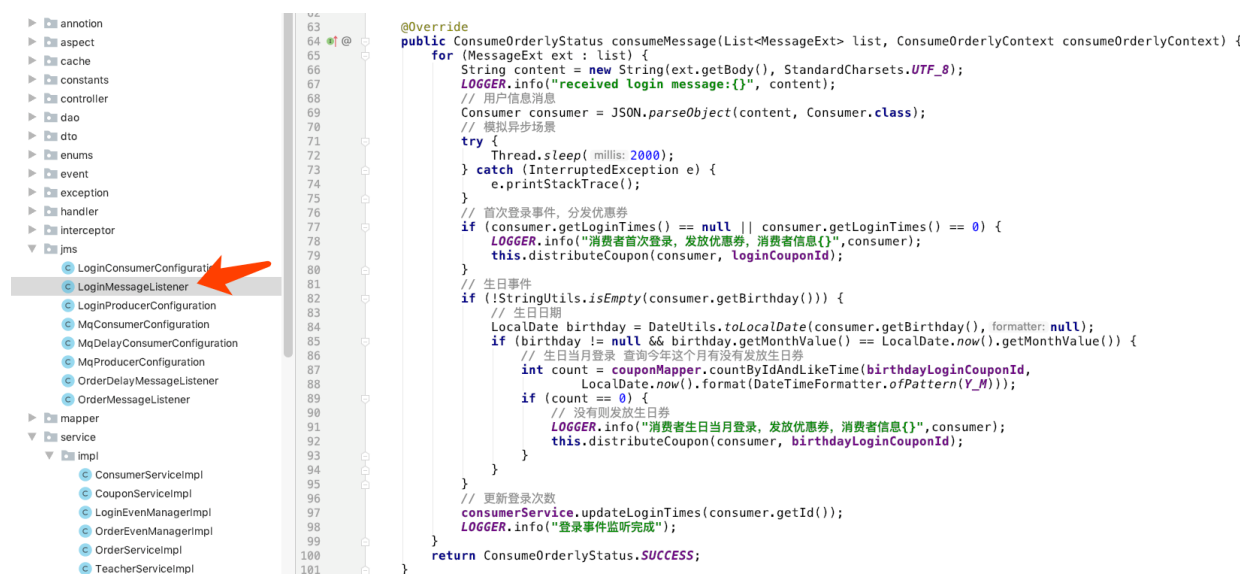 annotion
aspect
cache
constants
controller
dao
dto
enums
event
exception
handler
interceptor
jms
LoginConsumerConfiguratio
LoginMessageListener
LoginProducerConfiguration
MqConsumerConfiguration
MqDelayConsumerConfiguration
MqProducerConfiguration
OrderDelayMessageListener
OrderMessageListener
mapper
service
impl
ConsumerServiceImpl
CouponServiceImpl
LoginEvenManagerImpl
OrderEvenManagerImpl
OrderServiceImpl
TeacherServiceImpl
62
63 @Override
64 @ public ConsumeOrderlyStatus consumeMessage(List<MessageExt> list, ConsumeOrderlyContext consumeOrderlyContext) {
65 for (MessageExt ext : list) {
66 String content = new String(ext.getBody(), StandardCharsets.UTF_8);
67 LOGGER.info("received login message:{}", content);
68 // 用户信息消息
69 Consumer consumer = JSON.parseObject(content, Consumer.class);
70 // 模拟异步场景
71 try {
72 Thread.sleep( millis: 2000);
73 } catch (InterruptedException e) {
74 e.printStackTrace();
75 }
76 // 首次登录事件，分发优惠券
77 if (consumer.getLoginTimes() == null || consumer.getLoginTimes() == 0) {
78 LOGGER.info("消费者首次登录，发放优惠券，消费者信息{}",consumer);
79 this.distributeCoupon(consumer, loginCouponId);
80 }
81 // 生日事件
82 if (!StringUtils.isEmpty(consumer.getBirthday())) {
83 // 生日日期
84 LocalDate birthday = DateUtils.toLocalDate(consumer.getBirthday(), formatter: null);
85 if (birthday != null && birthday.getMonthValue() == LocalDate.now().getMonthValue()) {
86 // 生日当月登录 查询今年这个月有没有发放生日券
87 int count = couponMapper.countByIdAndLikeTime(birthdayLoginCouponId,
88 LocalDate.now().format(DateTimeFormatter.ofPattern(Y_M)));
89 if (count == 0) {
90 // 没有则发放生日券
91 LOGGER.info("消费者生日当月登录，发放优惠券，消费者信息{}",consumer);
92 this.distributeCoupon(consumer, birthdayLoginCouponId);
93 }
94 }
95 }
96 // 更新登录次数
97 consumerService.updateLoginTimes(consumer.getId());
98 LOGGER.info("登录事件监听完成");
99 }
100 return ConsumeOrderlyStatus.SUCCESS;
101 }